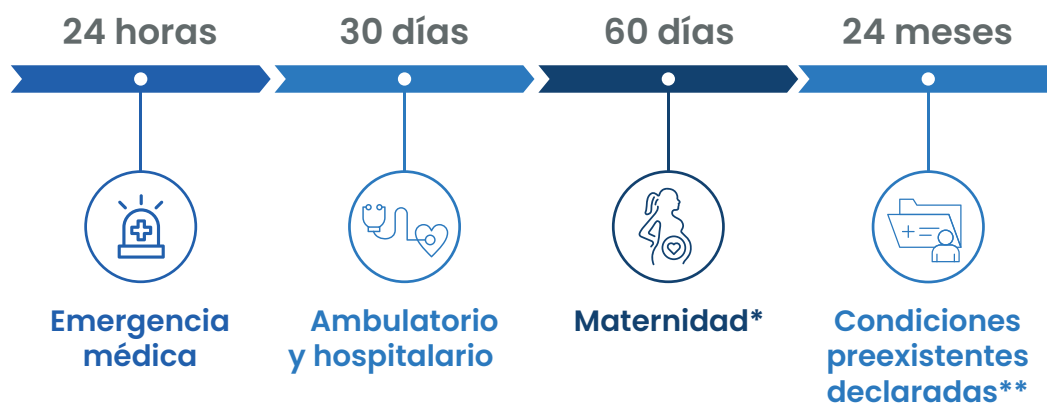 24 horas
30 días
60 días
24 meses
Emergencia
médica
Ambulatorio
y hospitalario
Maternidad*
Condiciones
preexistentes
declaradas**